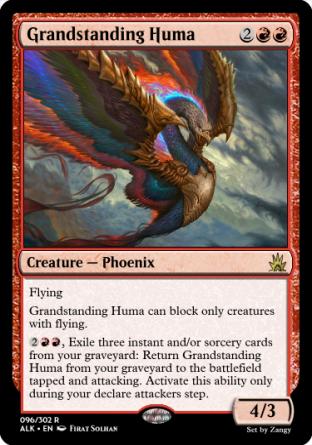 Grandstanding Huma 2
Creature — Phoenix
Flying
Grandstanding Huma can block only creatures
with flying.
2, Exile three instant and/or sorcery cards
from your graveyard: Return Grandstanding
Huma from your graveyard to the battlefield
tapped and attacking. Activate this ability only
during your declare attackers step.
4/3
096/302 R
ALK • EN Firat Solhan
Set by Zangy